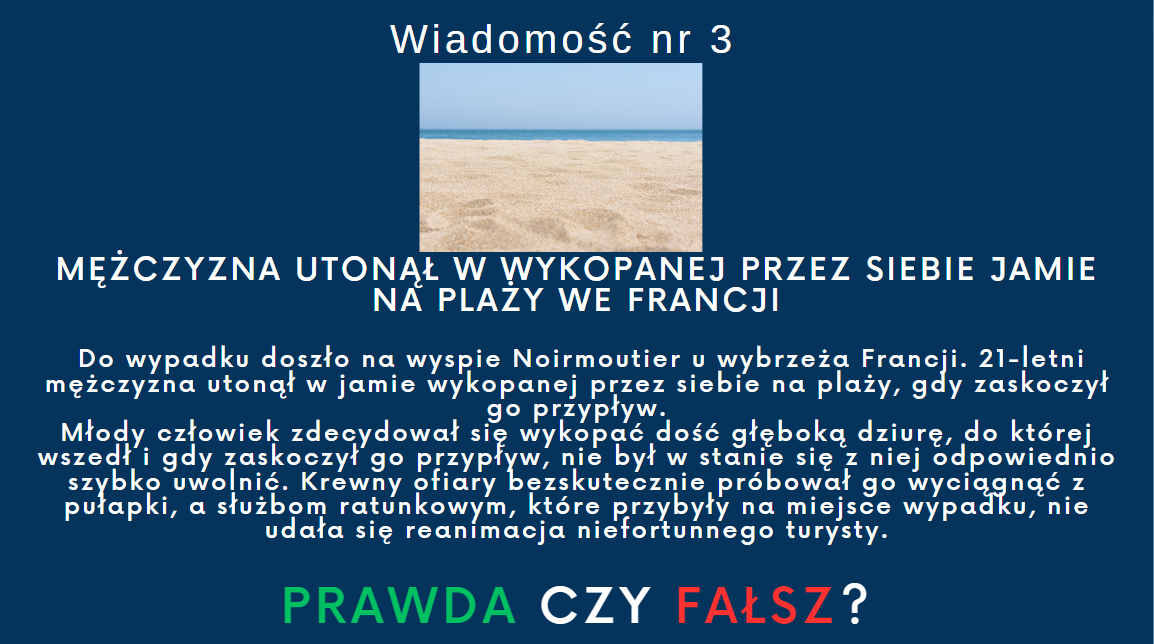 Wiadomość nr 3
MĘŻCZYZNA UTONĄŁ W WYKOPANEJ PRZEZ SIEBIE JAMIE
NA PLAŻY WE FRANCJI
Do wypadku doszło na wyspie Noirmoutier u wybrzeża Francji. 21-letni
mężczyzna utonął w jamie wykopanej przez siebie na plaży, gdy zaskoczył
go przypływ.
Młody człowiek zdecydował się wykopać dość głęboką dziurę, do której
wszedł i gdy zaskoczył go przypływ, nie był w stanie się z niej odpowiednio
szybko uwolnić. Krewny ofiary bezskutecznie próbował go wyciągnąć z
pułapki, a służbom ratunkowym, które przybyły na miejsce wypadku, nie
udała się reanimacja niefortunnego turysty.
PRAWDA CZY FAŁSZ?